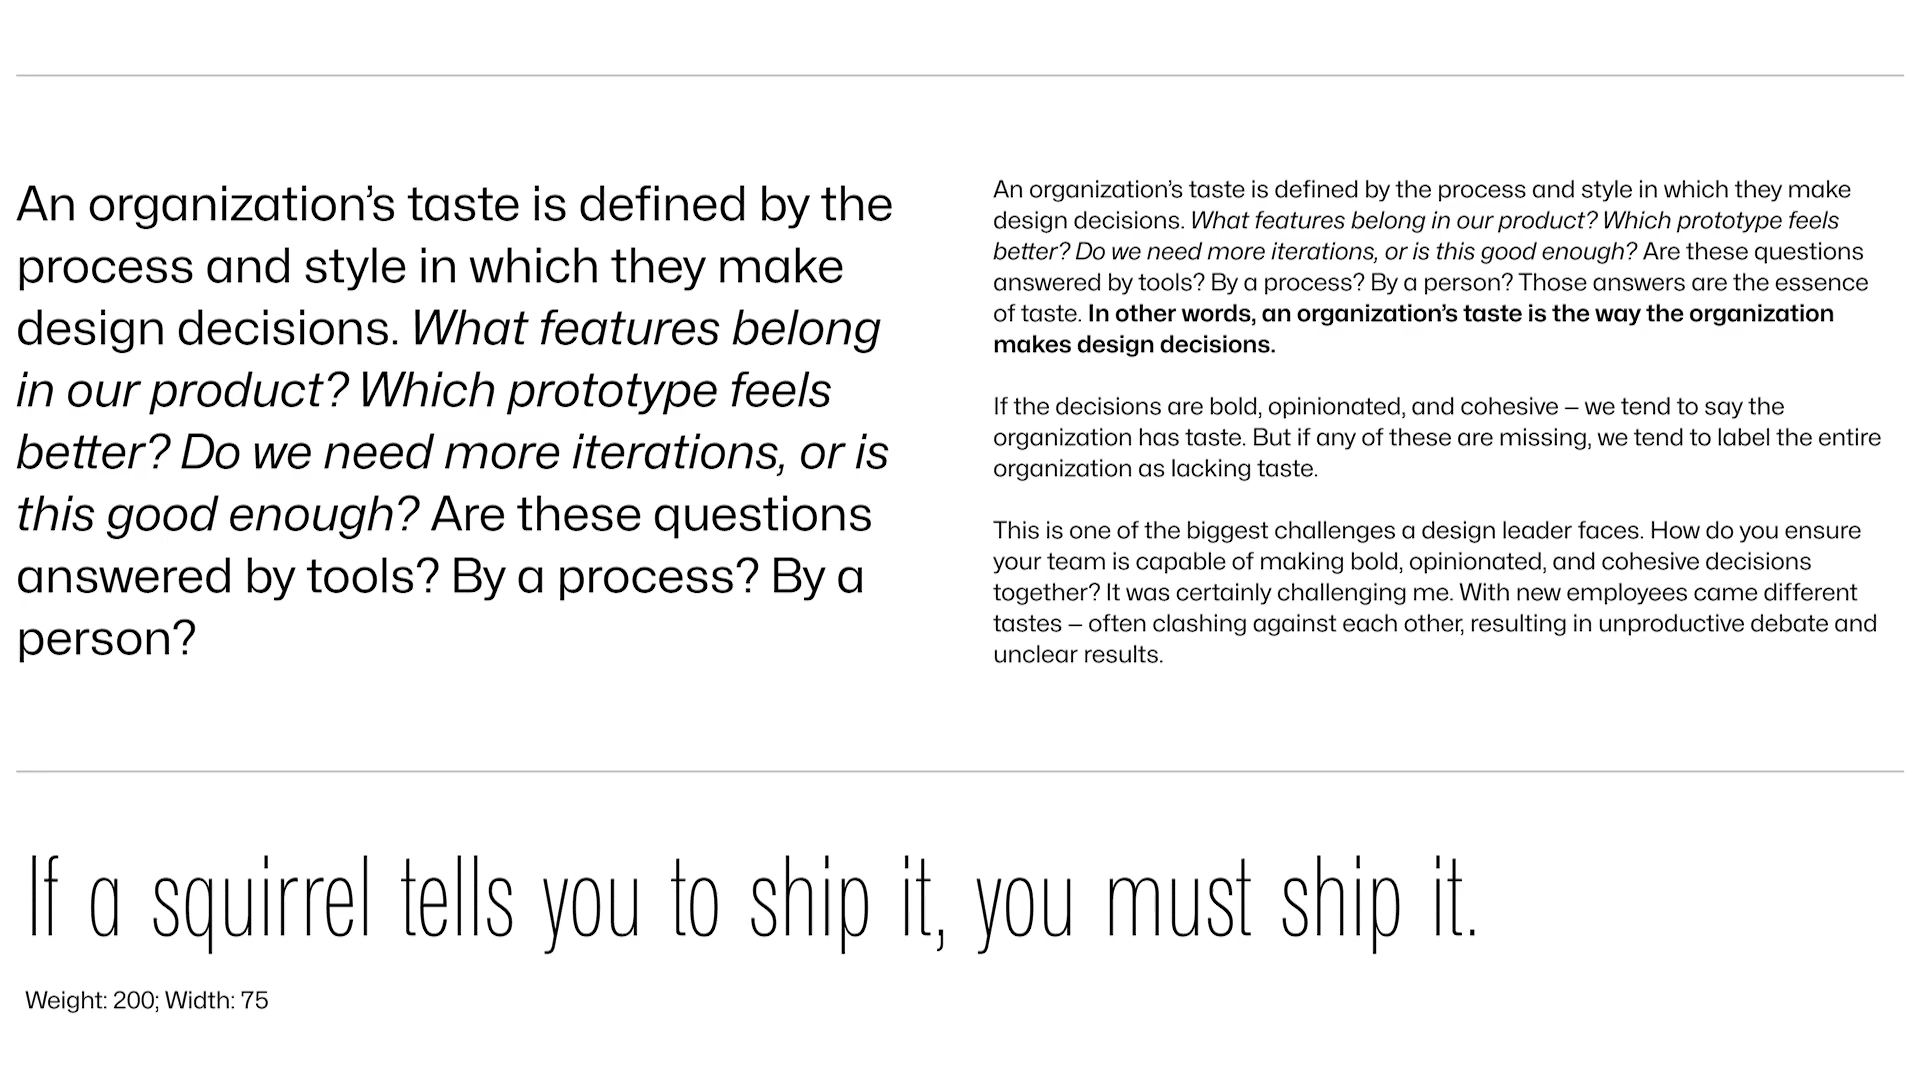 An organization’s taste is defined by the
process and style in which they make
design decisions. What features belong
in our product? Which prototype feels
better? Do we need more iterations, or is
this good enough? Are these questions
answered by tools? By a process? By a
person?
An organization’s taste is defined by the process and style in which they make
design decisions. What features belong in our product? Which prototype feels
better? Do we need more iterations, or is this good enough? Are these questions
answered by tools? By a process? By a person? Those answers are the essence
of taste. In other words, an organization’s taste is the way the organization
makes design decisions.
If the decisions are bold, opinionated, and cohesive – we tend to say the
organization has taste. But if any of these are missing, we tend to label the entire
organization as lacking taste.
This is one of the biggest challenges a design leader faces. How do you ensure
your team is capable of making bold, opinionated, and cohesive decisions
together? It was certainly challenging me. With new employees came different
tastes – often clashing against each other, resulting in unproductive debate and
unclear results.
If a squirrel tells you to ship it, you must ship it.
Weight: 200; Width: 75